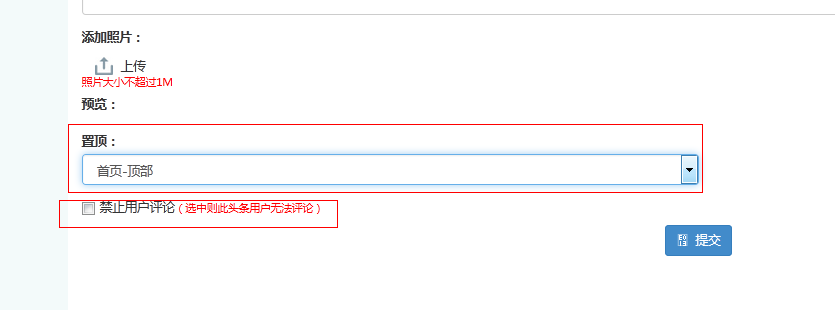 添加照片：
上传
照片大小不超过1M
预览：
置顶：
首页-顶部
禁止用户评论（选中则此头条用户无法评论）
提交